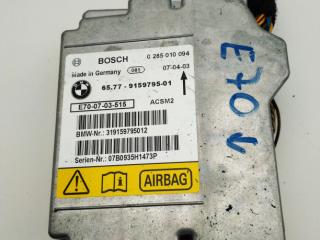 BOSCH
0 285 010 094
Made in Germany
081
07-04-03
65.77 - 9159795-01
E70-07-03-515
ACSM2
BMW-Nr.: 319159795012
Serien-Nr.: 07B0935H1473P
AIRBAG
E70